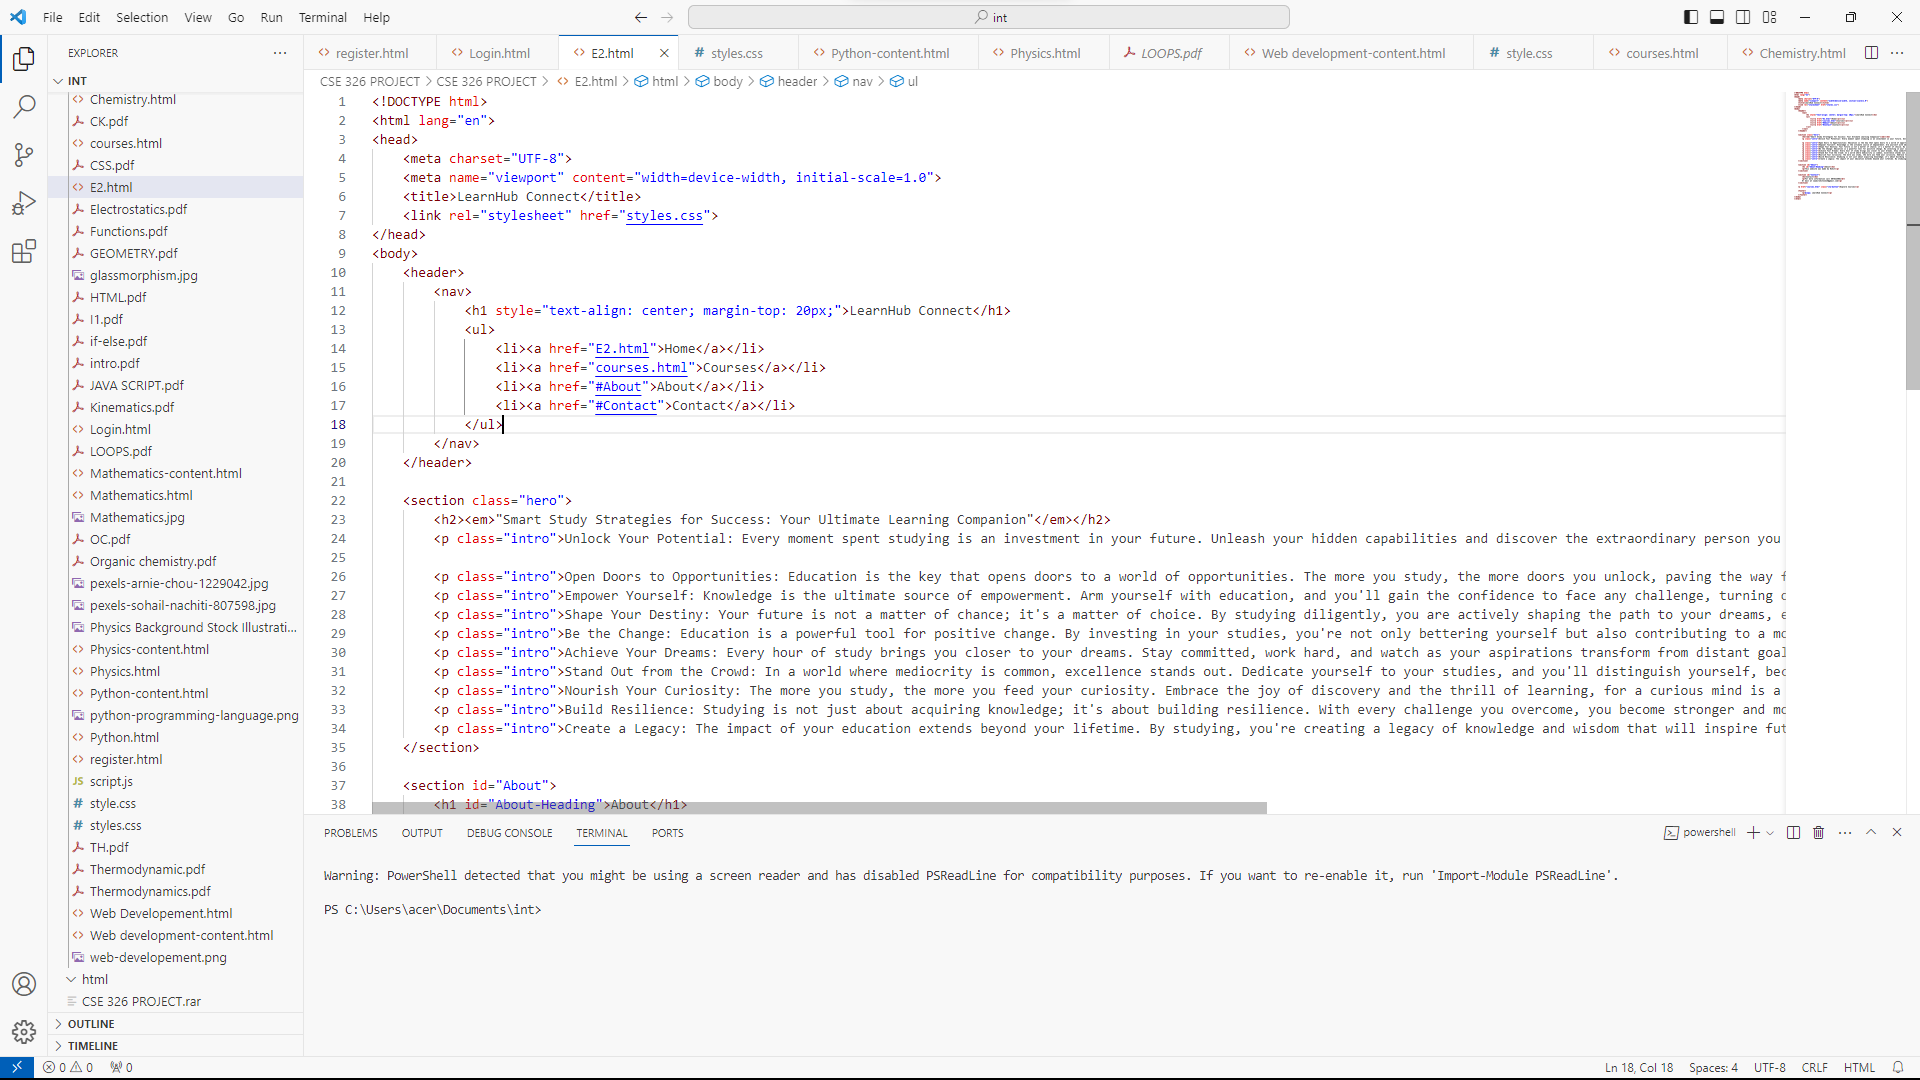 File Edit Selection View Go Run Terminal Help
int
EXPLORER
INT
Chemistry.html
CK.pdf
courses.html
CSS.pdf
E2.html
Electrostatics.pdf
Functions.pdf
GEOMETRY.pdf
glassmorphism.jpg
HTML.pdf
I1.pdf
if-else.pdf
intro.pdf
JAVA SCRIPT.pdf
Kinematics.pdf
Login.html
LOOPS.pdf
Mathematics-content.html
Mathematics.html
Mathematics.jpg
OC.pdf
Organic chemistry.pdf
pexels-arnie-chou-1229042.jpg
pexels-sohail-nachiti-807598.jpg
Physics Background Stock Illustrati...
Physics-content.html
Physics.html
Python-content.html
python-programming-language.png
Python.html
register.html
JS script.js
# style.css
# styles.css
TH.pdf
Thermodynamic.pdf
Thermodynamics.pdf
Web Developement.html
Web development-content.html
web-developement.png
html
CSE 326 PROJECT.rar
OUTLINE
TIMELINE
register.html Login.html E2.html # styles.css Python-content.html Physics.html LOOPS.pdf Web development-content.html # style.css courses.html Chemistry.html
CSE 326 PROJECT > CSE 326 PROJECT > E2.html > html > body > header > nav > ul
1 <!DOCTYPE html>
2 <html lang="en">
3 <head>
4 <meta charset="UTF-8">
5 <meta name="viewport" content="width=device-width, initial-scale=1.0">
6 <title>LearnHub Connect</title>
7 <link rel="stylesheet" href="styles.css">
8 </head>
9 <body>
10 <header>
11 <nav>
12 <h1 style="text-align: center; margin-top: 20px;">LearnHub Connect</h1>
13 <ul>
14 <li><a href="E2.html">Home</a></li>
15 <li><a href="courses.html">Courses</a></li>
16 <li><a href="#About">About</a></li>
17 <li><a href="#Contact">Contact</a></li>
18 </ul>
19 </nav>
20 </header>
21
22 <section class="hero">
23 <h2><em>"Smart Study Strategies for Success: Your Ultimate Learning Companion"</em></h2>
24 <p class="intro">Unlock Your Potential: Every moment spent studying is an investment in your future. Unleash your hidden capabilities and discover the extraordinary person you
25
26 <p class="intro">Open Doors to Opportunities: Education is the key that opens doors to a world of opportunities. The more you study, the more doors you unlock, paving the way
27 <p class="intro">Empower Yourself: Knowledge is the ultimate source of empowerment. Arm yourself with education, and you'll gain the confidence to face any challenge, turning
28 <p class="intro">Shape Your Destiny: Your future is not a matter of chance; it's a matter of choice. By studying diligently, you are actively shaping the path to your dreams,
29 <p class="intro">Be the Change: Education is a powerful tool for positive change. By investing in your studies, you're not only bettering yourself but also contributing to a
30 <p class="intro">Achieve Your Dreams: Every hour of study brings you closer to your dreams. Stay committed, work hard, and watch as your aspirations transform from distant
31 <p class="intro">Stand Out from the Crowd: In a world where mediocrity is common, excellence stands out. Dedicate yourself to your studies, and you'll distinguish yourself,
32 <p class="intro">Nourish Your Curiosity: The more you study, the more you feed your curiosity. Embrace the joy of discovery and the thrill of learning, for a curious mind is a
33 <p class="intro">Build Resilience: Studying is not just about acquiring knowledge; it's about building resilience. With every challenge you overcome, you become stronger and
34 <p class="intro">Create a Legacy: The impact of your education extends beyond your lifetime. By studying, you're creating a legacy of knowledge and wisdom that will inspire
35 </section>
36
37 <section id="About">
38 <h1 id="About-Heading">About</h1>
PROBLEMS OUTPUT DEBUG CONSOLE TERMINAL PORTS powershell
Warning: PowerShell detected that you might be using a screen reader and has disabled PSReadLine for compatibility purposes. If you want to re-enable it, run 'Import-Module PSReadLine'.
PS C:\Users\acer\Documents\int>
0 0 0 Ln 18, Col 18 Spaces: 4 UTF-8 CRLF HTML